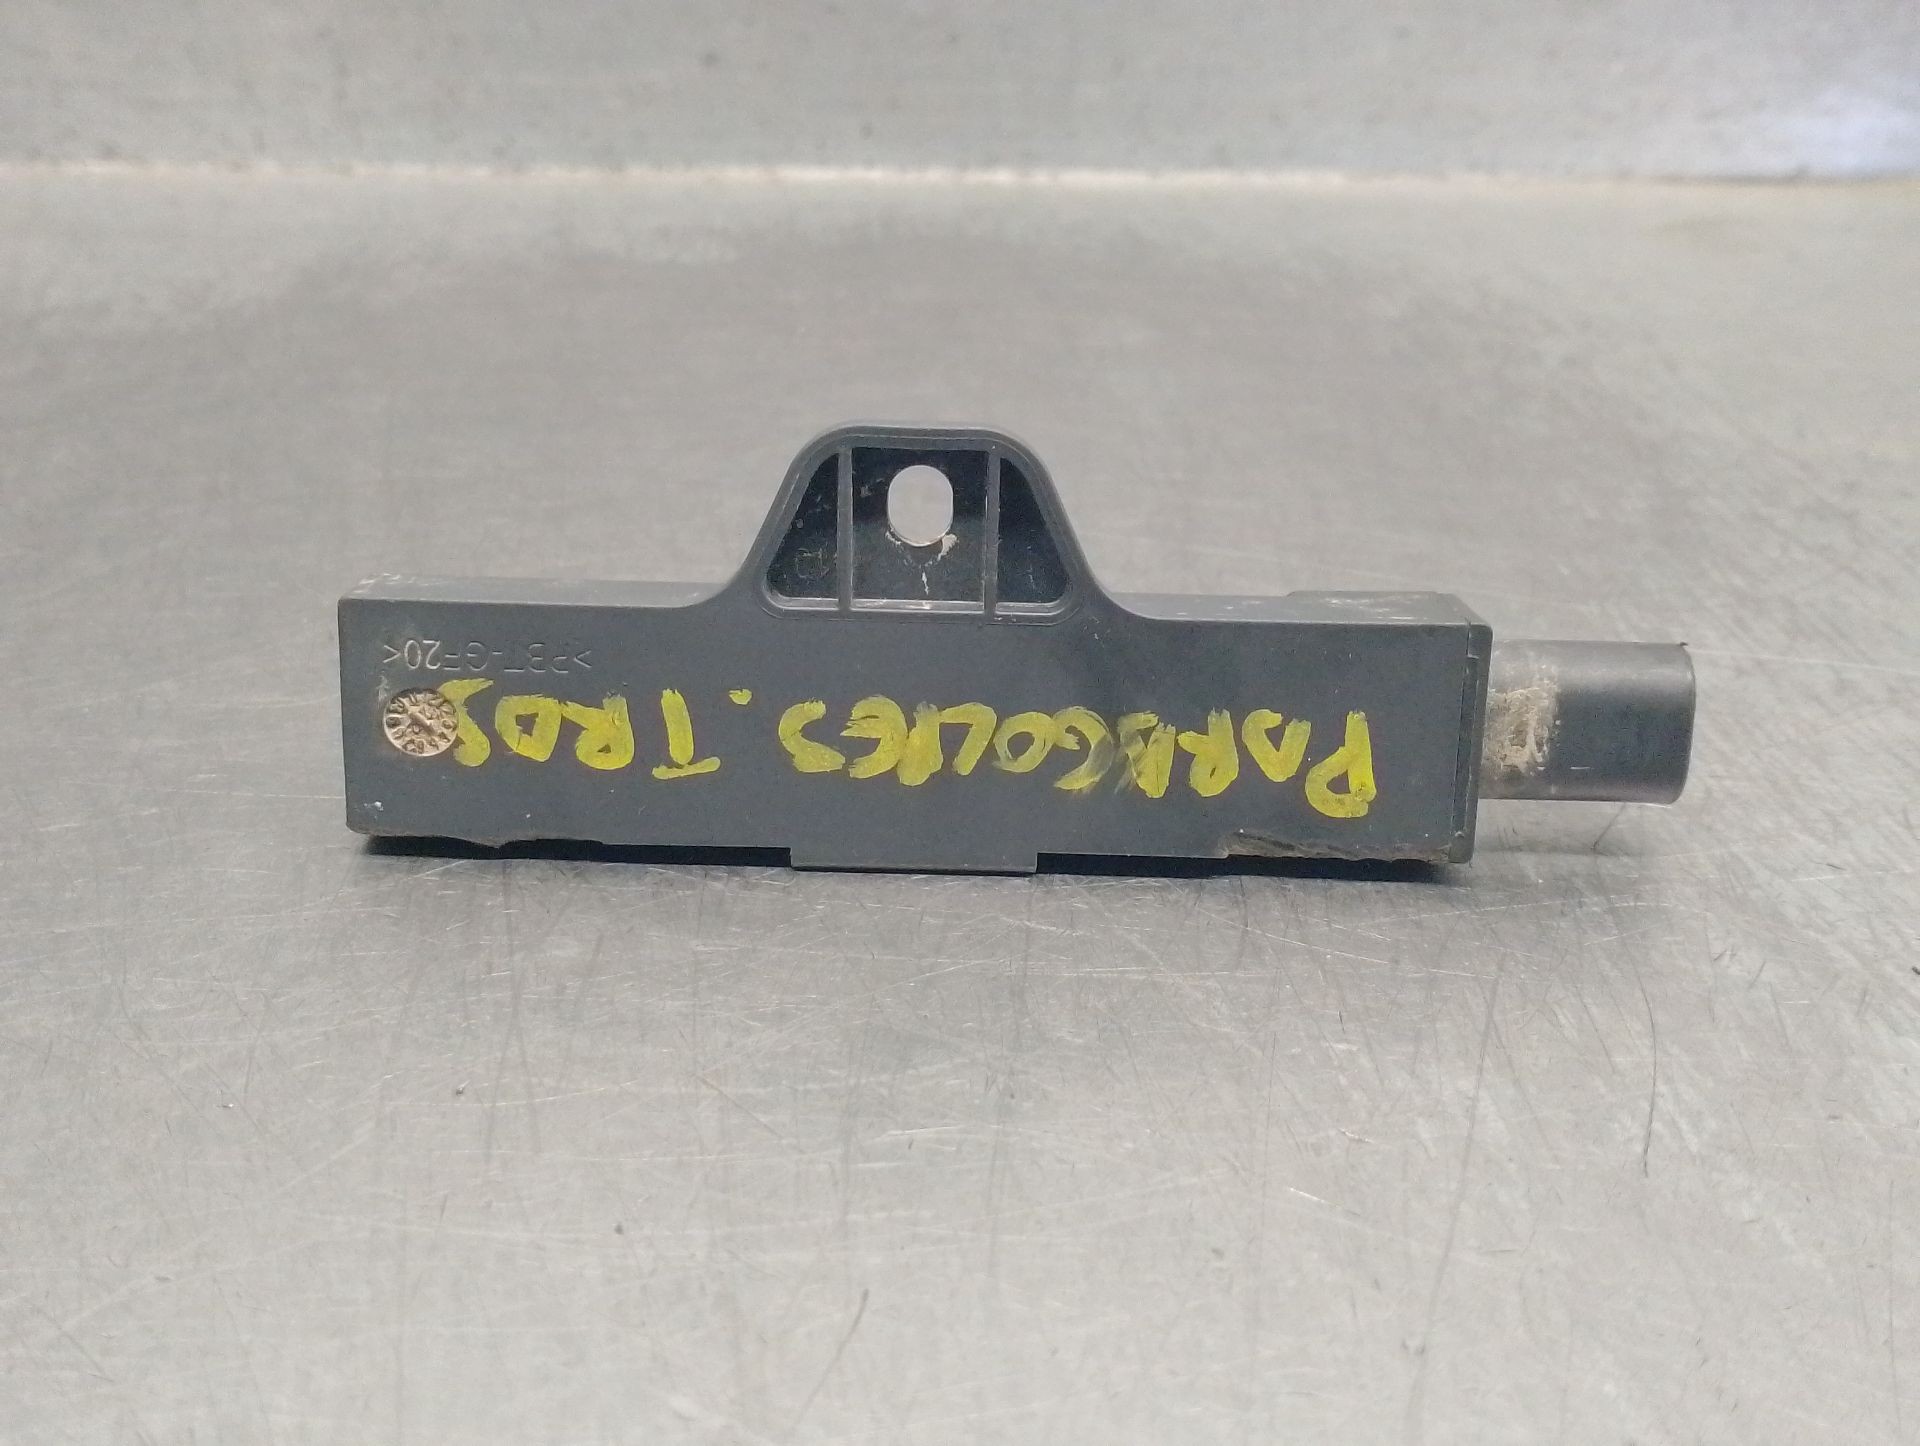 PARAGOLPES. TRAS
>PBT-GF20<